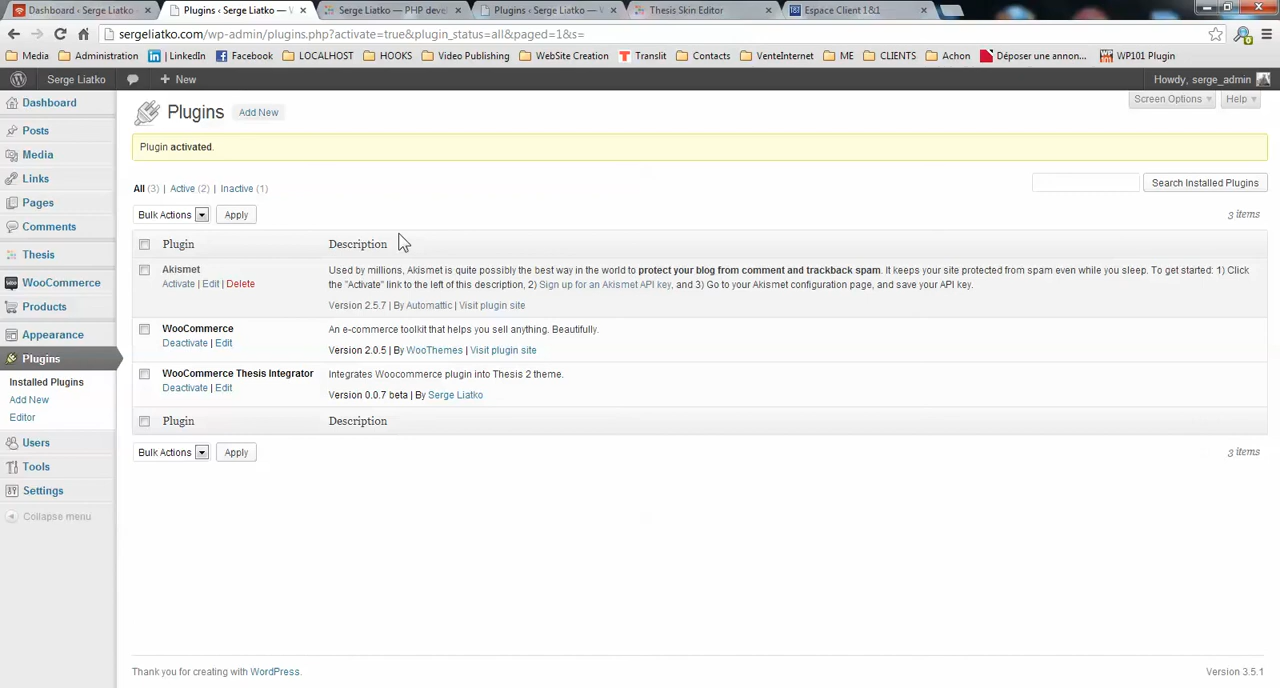 Dashboard ‹ Serge Liatko
Plugins ‹ Serge Liatko — W
Serge Liatko — PHP deve
Plugins ‹ Serge Liatko — W
Thesis Skin Editor
Espace Client 1&1
sergeliatko.com/wp-admin/plugins.php?activate=true&plugin_status=all&paged=1&s=
Media Administration LinkedIn Facebook LOCALHOST HOOKS Video Publishing WebSite Creation Translit Contacts VenteInternet ME CLIENTS Achon Déposer une annon... WP101 Plugin
Serge Liatko + New Howdy, serge_admin
Screen Options Help
Dashboard
Posts
Media
Links
Pages
Comments
Thesis
WooCommerce
Products
Appearance
Plugins
Installed Plugins
Add New
Editor
Users
Tools
Settings
Collapse menu
Plugins Add New
Plugin activated.
All (3) | Active (2) | Inactive (1)
Search Installed Plugins
Bulk Actions Apply 3 items
Plugin Description
Akismet
Activate | Edit | Delete
Used by millions, Akismet is quite possibly the best way in the world to protect your blog from comment and trackback spam. It keeps your site protected from spam even while you sleep. To get started: 1) Click
the "Activate" link to the left of this description, 2) Sign up for an Akismet API key, and 3) Go to your Akismet configuration page, and save your API key.
Version 2.5.7 | By Automattic | Visit plugin site
WooCommerce
Deactivate | Edit
An e-commerce toolkit that helps you sell anything. Beautifully.
Version 2.0.5 | By WooThemes | Visit plugin site
WooCommerce Thesis Integrator
Deactivate | Edit
Integrates Woocommerce plugin into Thesis 2 theme.
Version 0.0.7 beta | By Serge Liatko
Plugin Description
Bulk Actions Apply 3 items
Thank you for creating with WordPress. Version 3.5.1